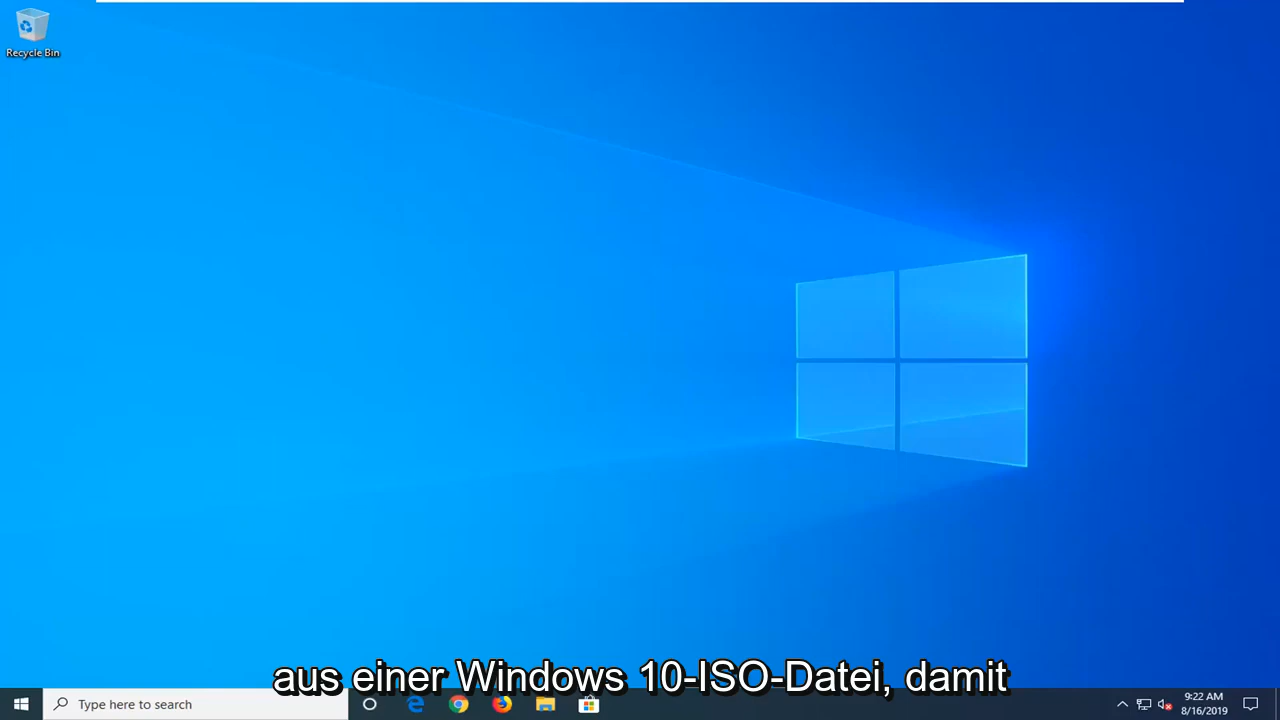 Recycle Bin
aus einer Windows 10-ISO-Datei, damit
Type here to search
9:22 AM
8/16/2019